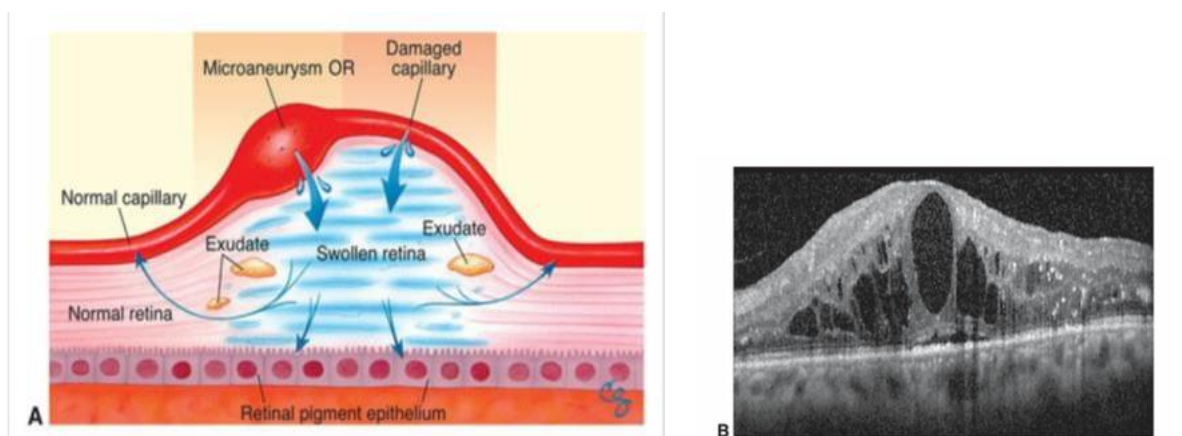 Microaneurysm OR
Damaged
capillary
Normal capillary
Exudate
Exudate
Swollen retina
Normal retina
Retinal pigment epithelium
A
B